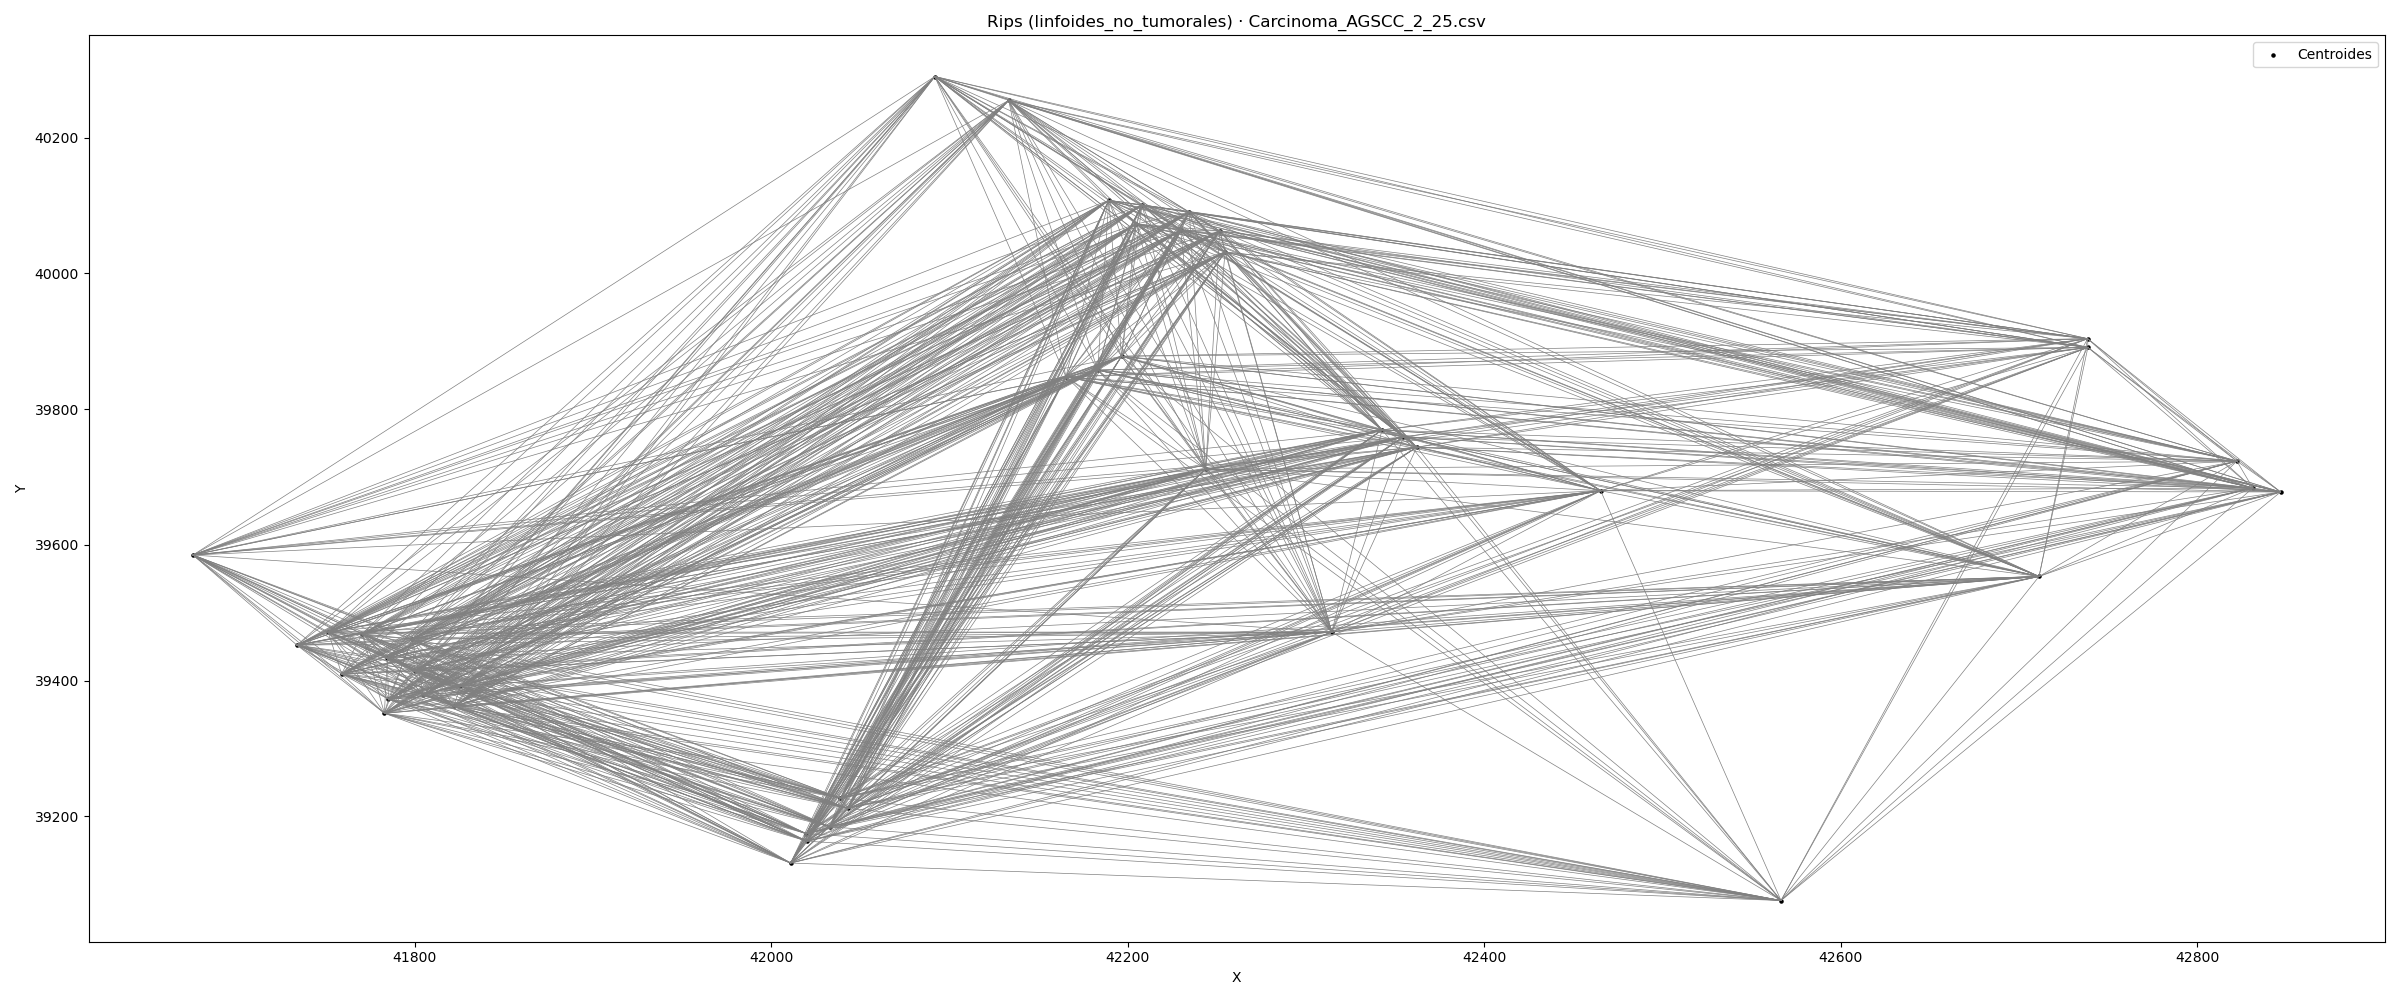 Rips (linfoides_no_tumorales) · Carcinoma_AGSCC_2_25.csv
Centroides
40200
40000
39800
39600
39400
39200
Y
41800 42000 42200 42400 42600 42800
X